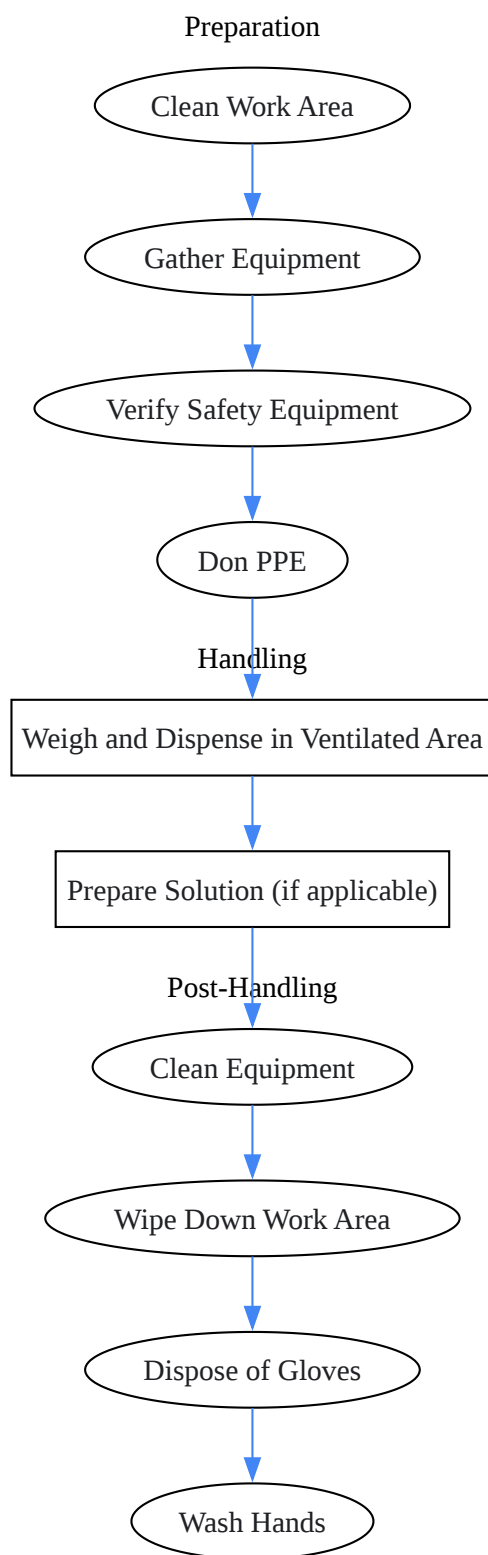 Preparation
Clean Work Area
Gather Equipment
Verify Safety Equipment
Don PPE
Handling
Weigh and Dispense in Ventilated Area
Prepare Solution (if applicable)
Post-Handling
Clean Equipment
Wipe Down Work Area
Dispose of Gloves
Wash Hands